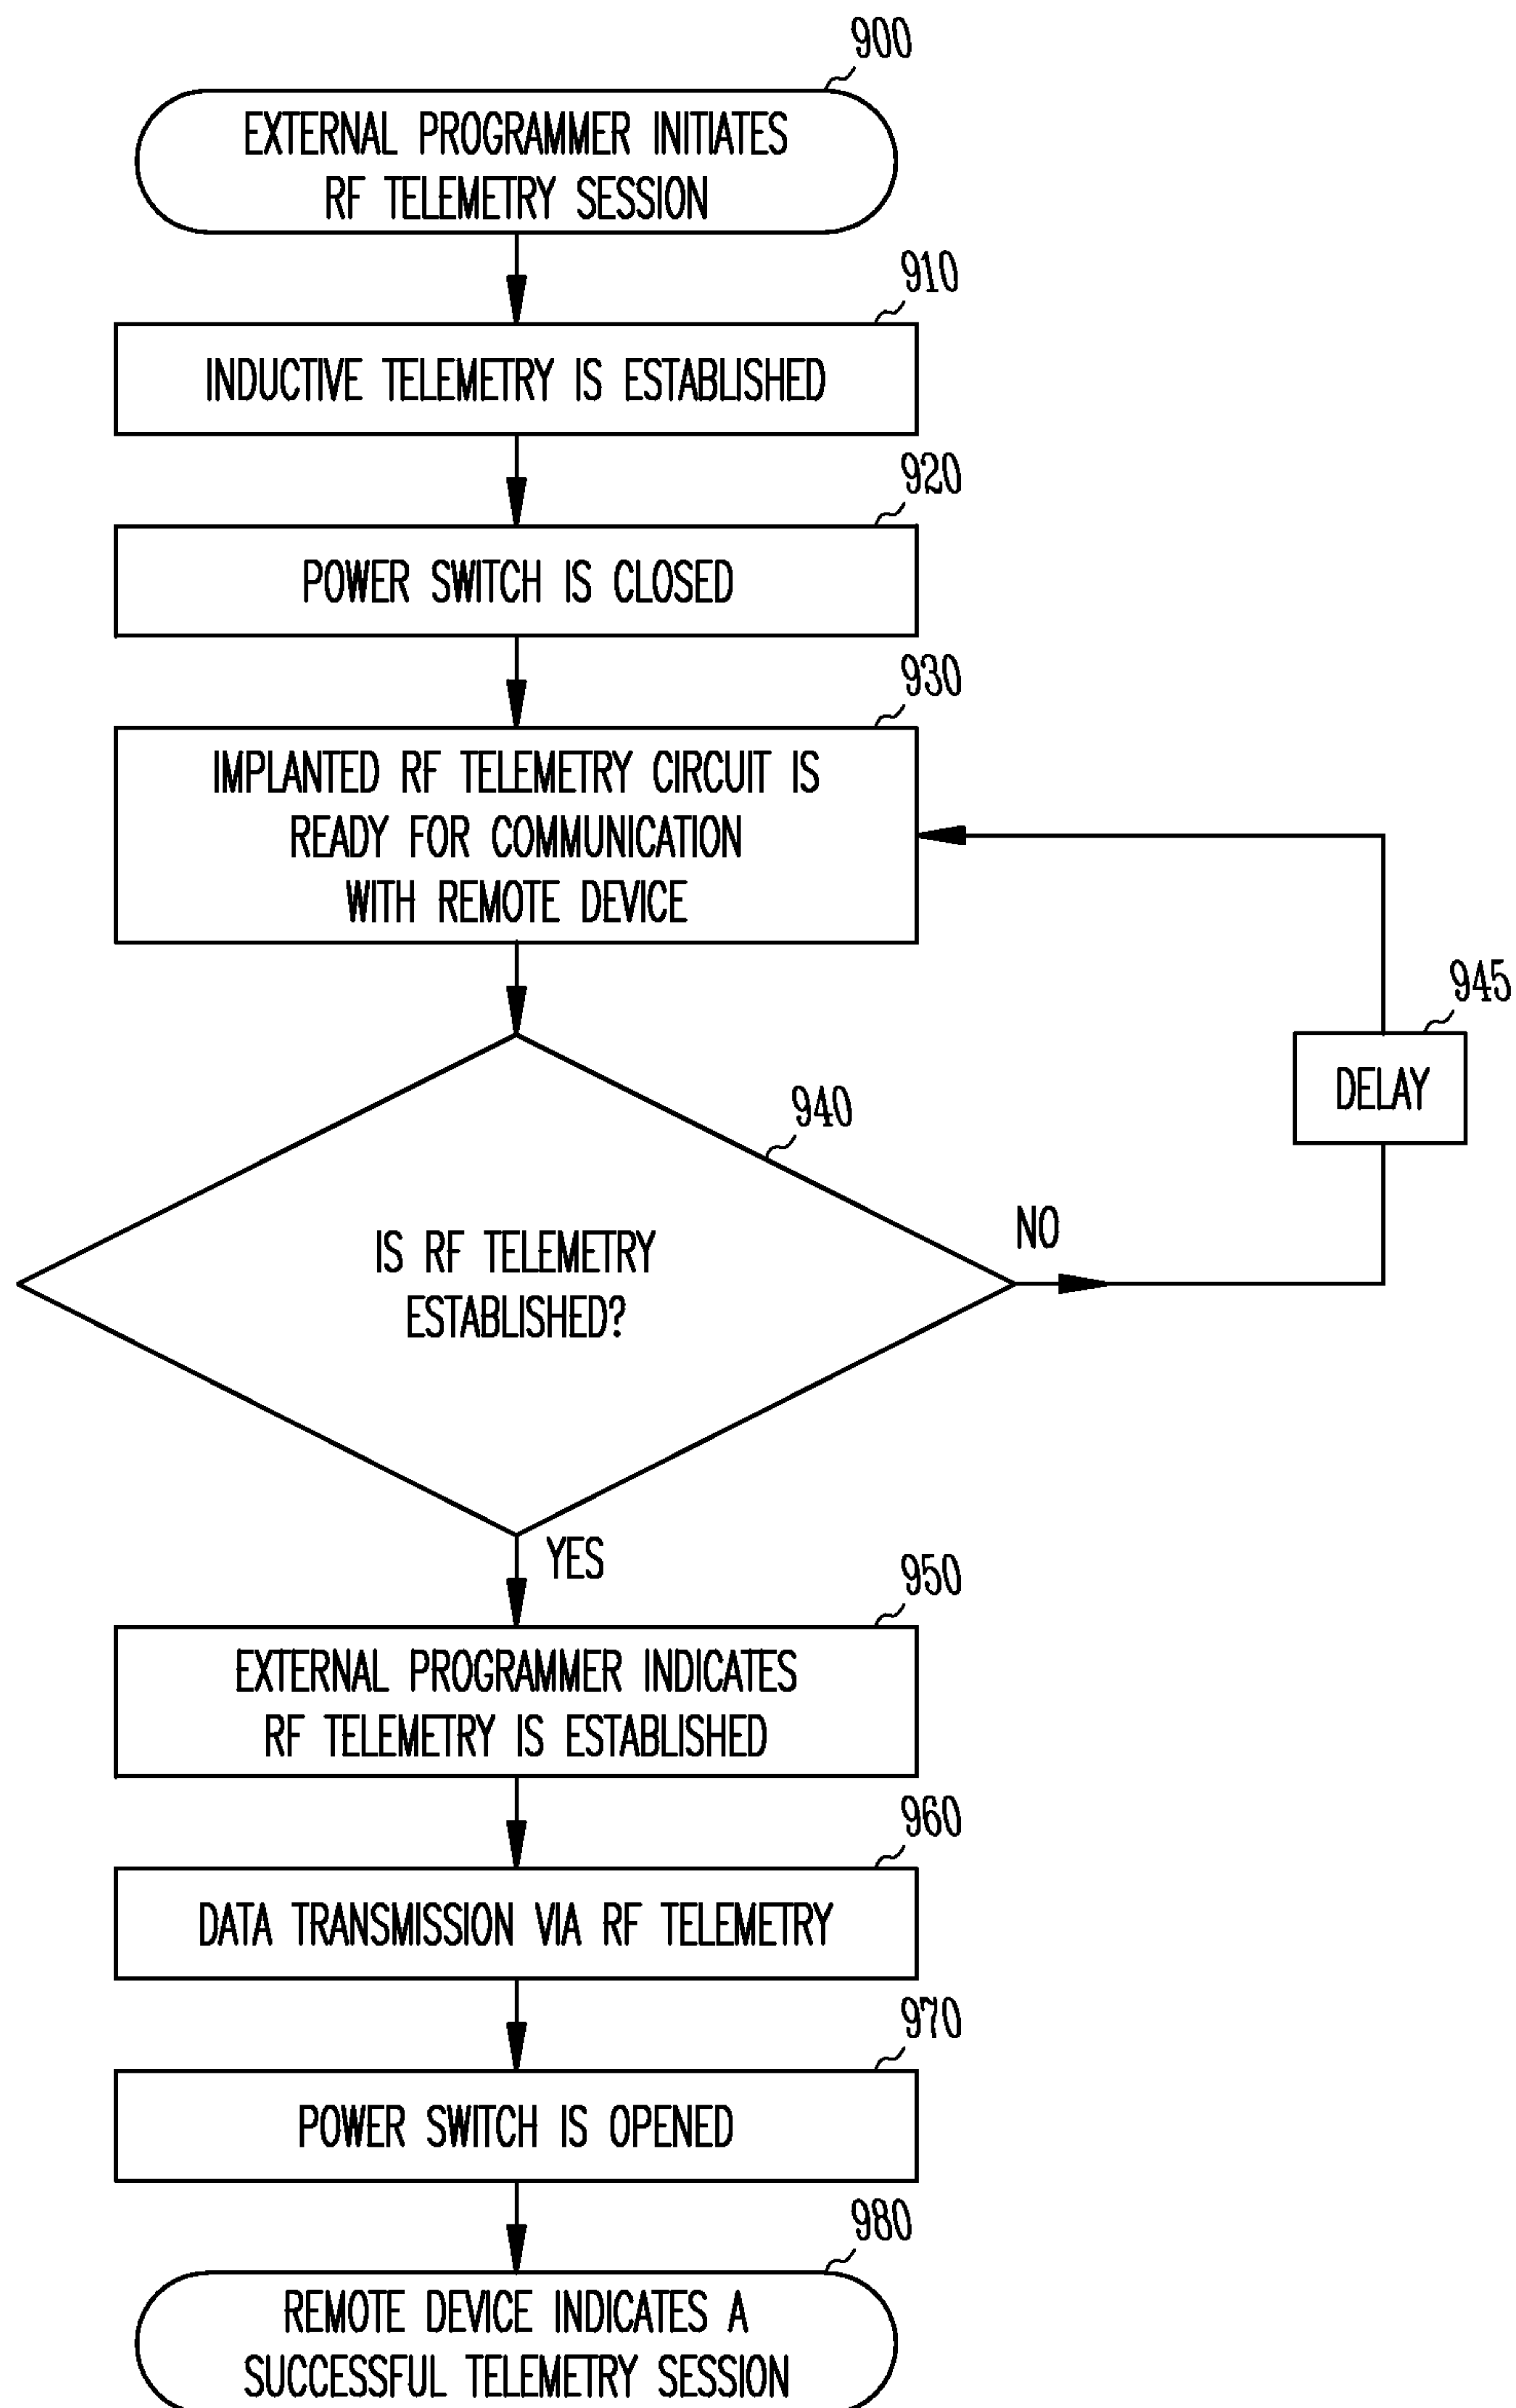 900
EXTERNAL PROGRAMMER INITIATES
RF TELEMETRY SESSION
910
INDUCTIVE TELEMETRY IS ESTABLISHED
920
POWER SWITCH IS CLOSED
930
IMPLANTED RF TELEMETRY CIRCUIT IS
READY FOR COMMUNICATION
WITH REMOTE DEVICE
945
DELAY
940
IS RF TELEMETRY
ESTABLISHED?
NO
YES
950
EXTERNAL PROGRAMMER INDICATES
RF TELEMETRY IS ESTABLISHED
960
DATA TRANSMISSION VIA RF TELEMETRY
970
POWER SWITCH IS OPENED
980
REMOTE DEVICE INDICATES A
SUCCESSFUL TELEMETRY SESSION